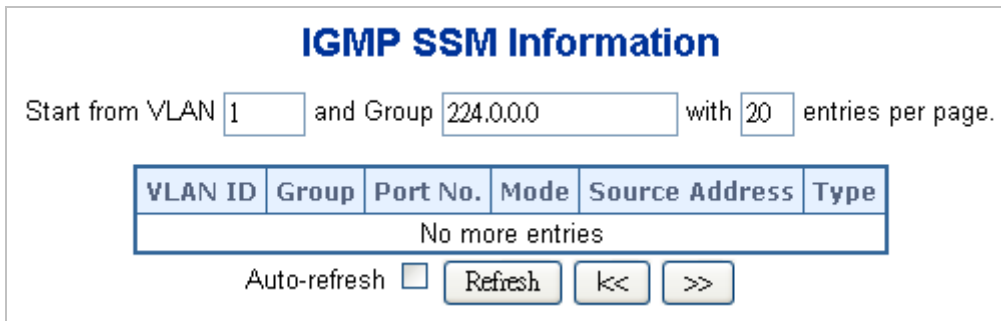 IGMP SSM Information
Start from VLAN 1 and Group 224.0.0.0 with 20 entries per page.
VLAN ID Group Port No. Mode Source Address Type
No more entries
Auto-refresh Refresh k<< >>